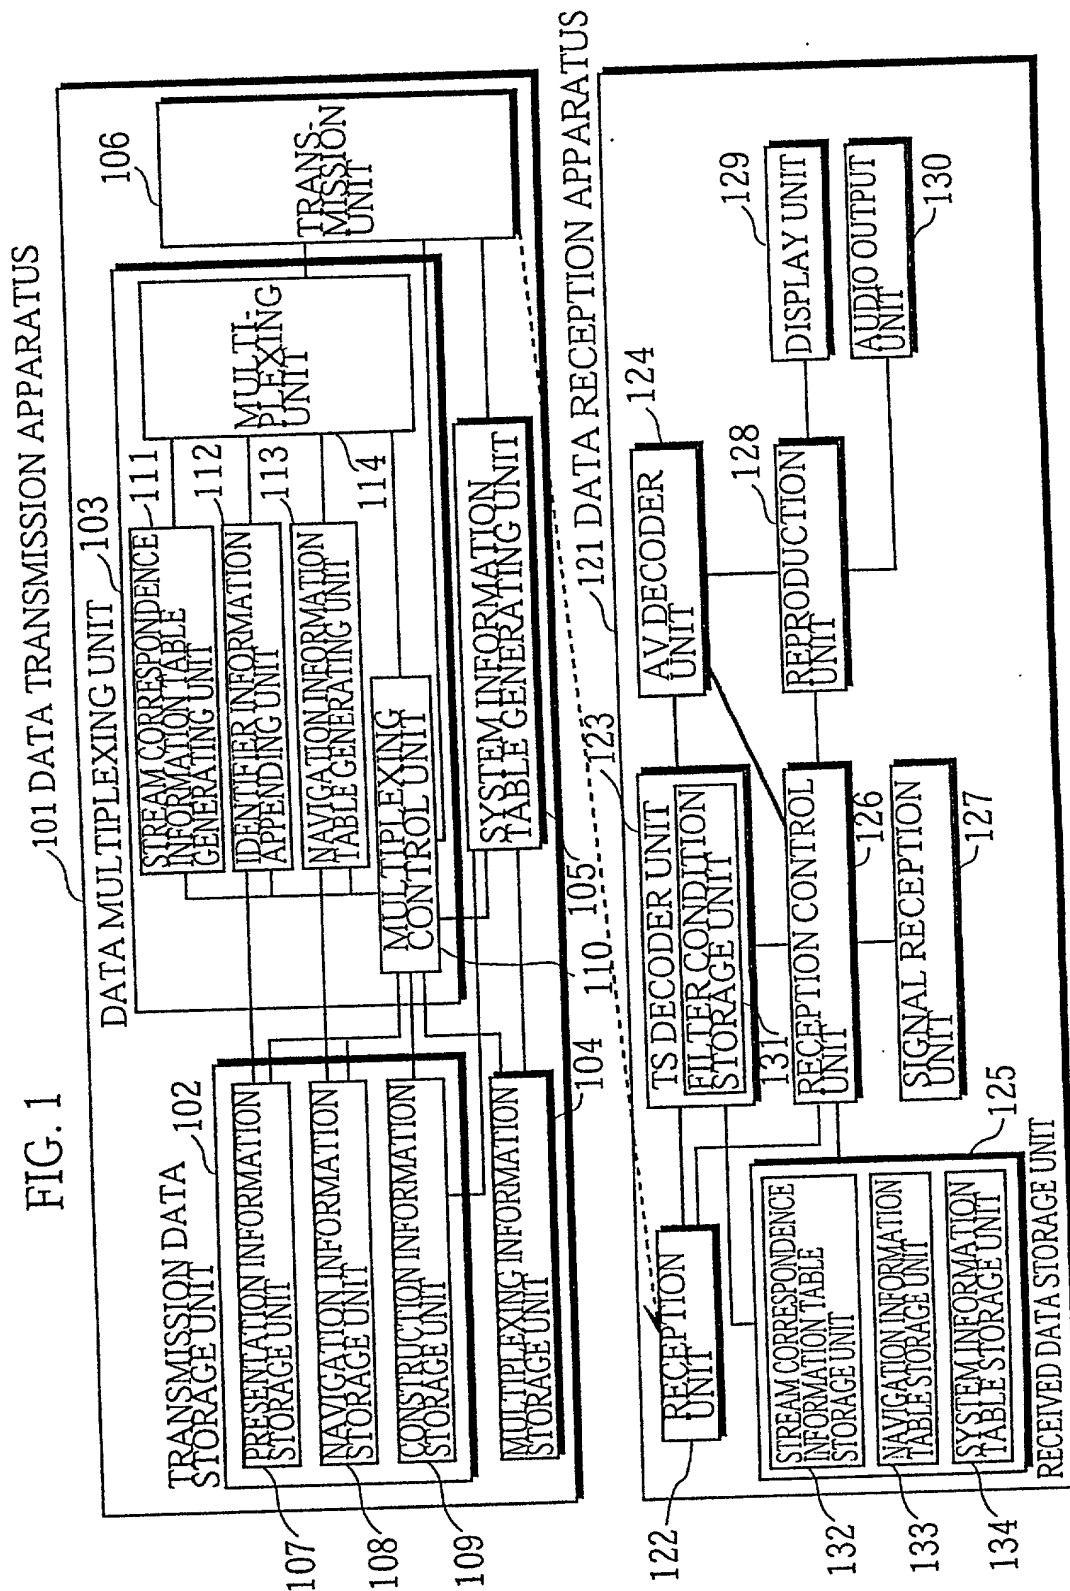 FIG. 1
101 DATA TRANSMISSION APPARATUS
TRANSMISSION DATA
STORAGE UNIT
102
107
PRESENTATION INFORMATION
STORAGE UNIT
108
NAVIGATION INFORMATION
STORAGE UNIT
109
CONSTRUCTION INFORMATION
STORAGE UNIT
MULTIPLEXING INFORMATION
STORAGE UNIT
104
DATA MULTIPLEXING UNIT
103
STREAM CORRESPONDENCE
INFORMATION TABLE
GENERATING UNIT
111
IDENTIFER INFORMATION
APPENDING UNIT
112
NAVIGATION INFORMATION
TABLE GENERATING UNIT
113
MULTIPLEXING
CONTROL UNIT
110
MULTI-
PLEXING
UNIT
114
SYSTEM INFORMATION
TABLE GENERATING UNIT
105
TRANS-
MISSION
UNIT
106
121 DATA RECEPTION APPARATUS
RECEPTION
UNIT
122
TS DECODER UNIT
FILTER CONDITION
STORAGE UNIT
123
131
AV DECODER
UNIT
124
RECEPTION CONTROL
UNIT
126
SIGNAL RECEPTION
UNIT
127
REPRODUCTION
UNIT
128
DISPLAY UNIT
129
AUDIO OUTPUT
UNIT
130
125
STREAM CORRESPONDENCE
INFORMATION TABLE
STORAGE UNIT
132
NAVIGATION INFORMATION
TABLE STORAGE UNIT
133
SYSTEM INFORMATION
TABLE STORAGE UNIT
134
RECEIVED DATA STORAGE UNIT